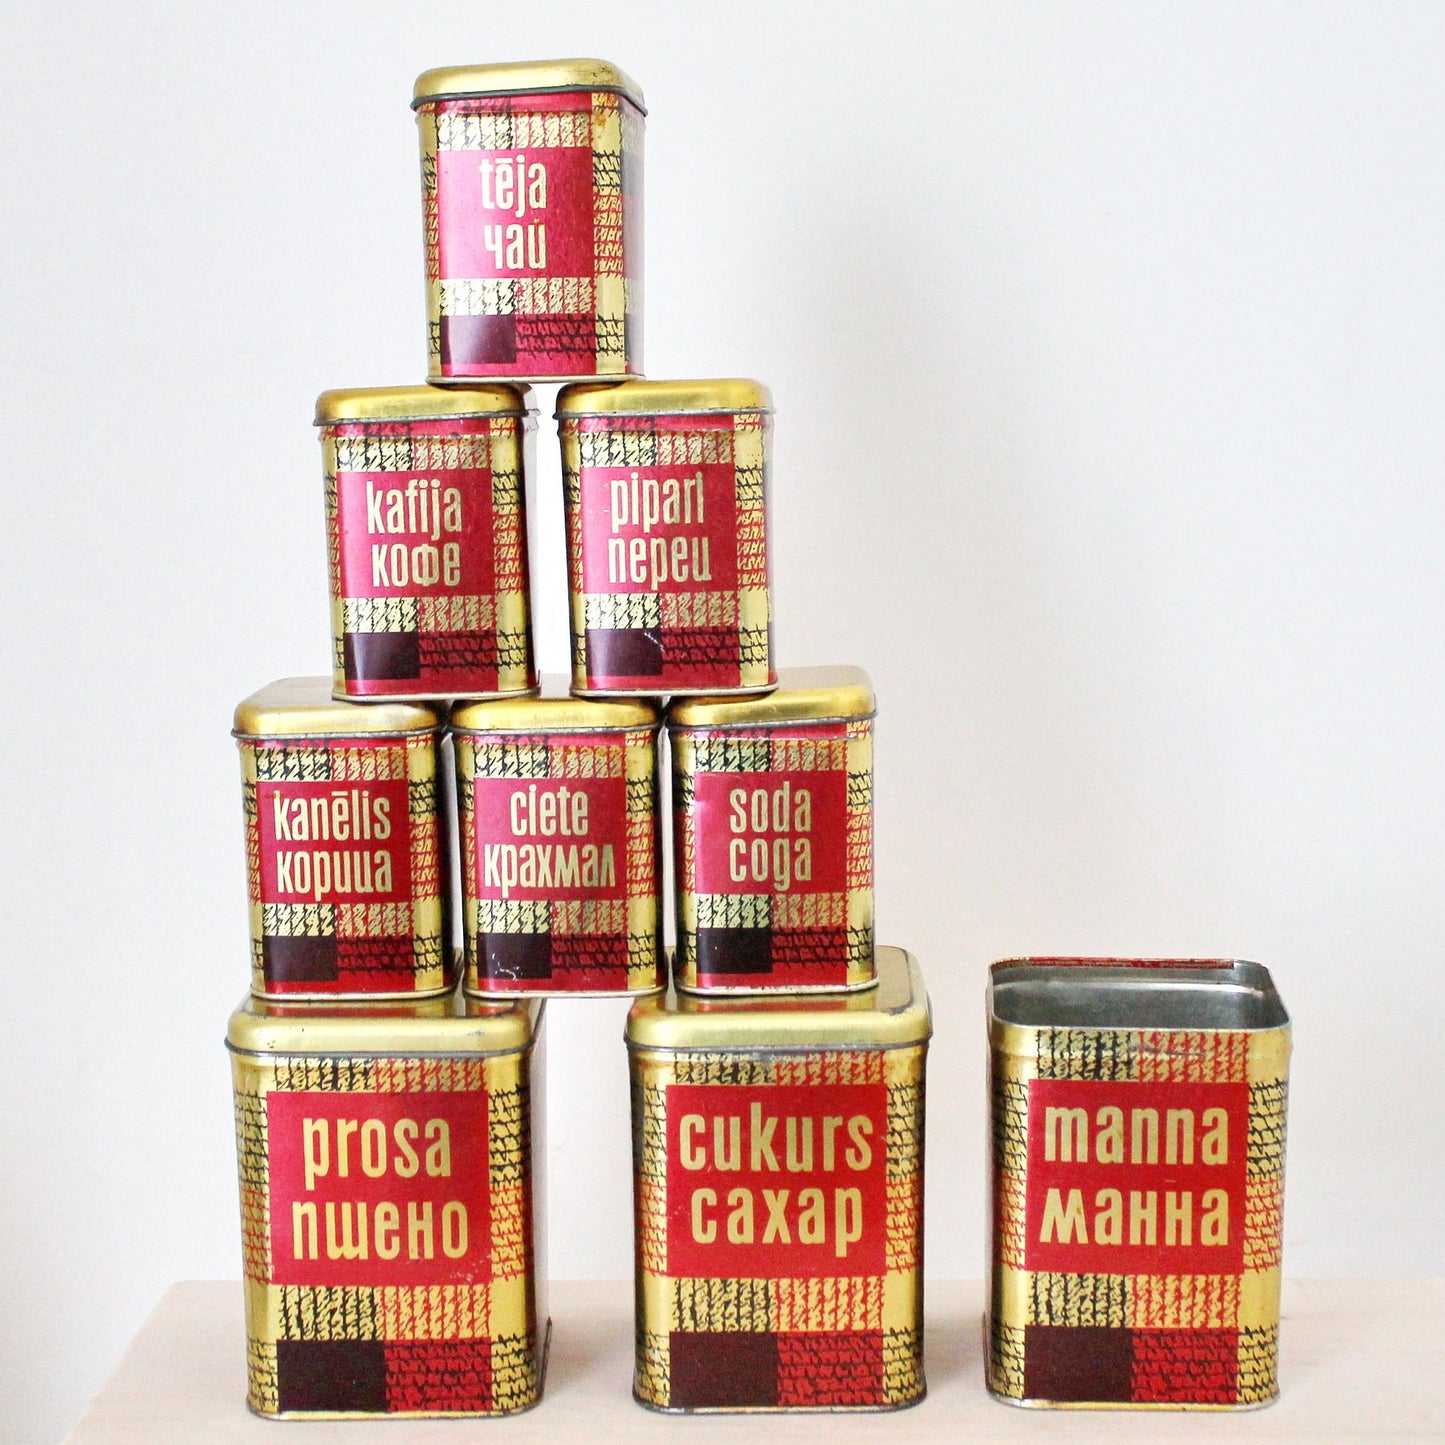 tēja
чай
kafija
кофе
pipari
перец
kanēlis
корица
ciete
крахмал
soda
сода
prosa
пшено
cukurs
сахар
manna
манна